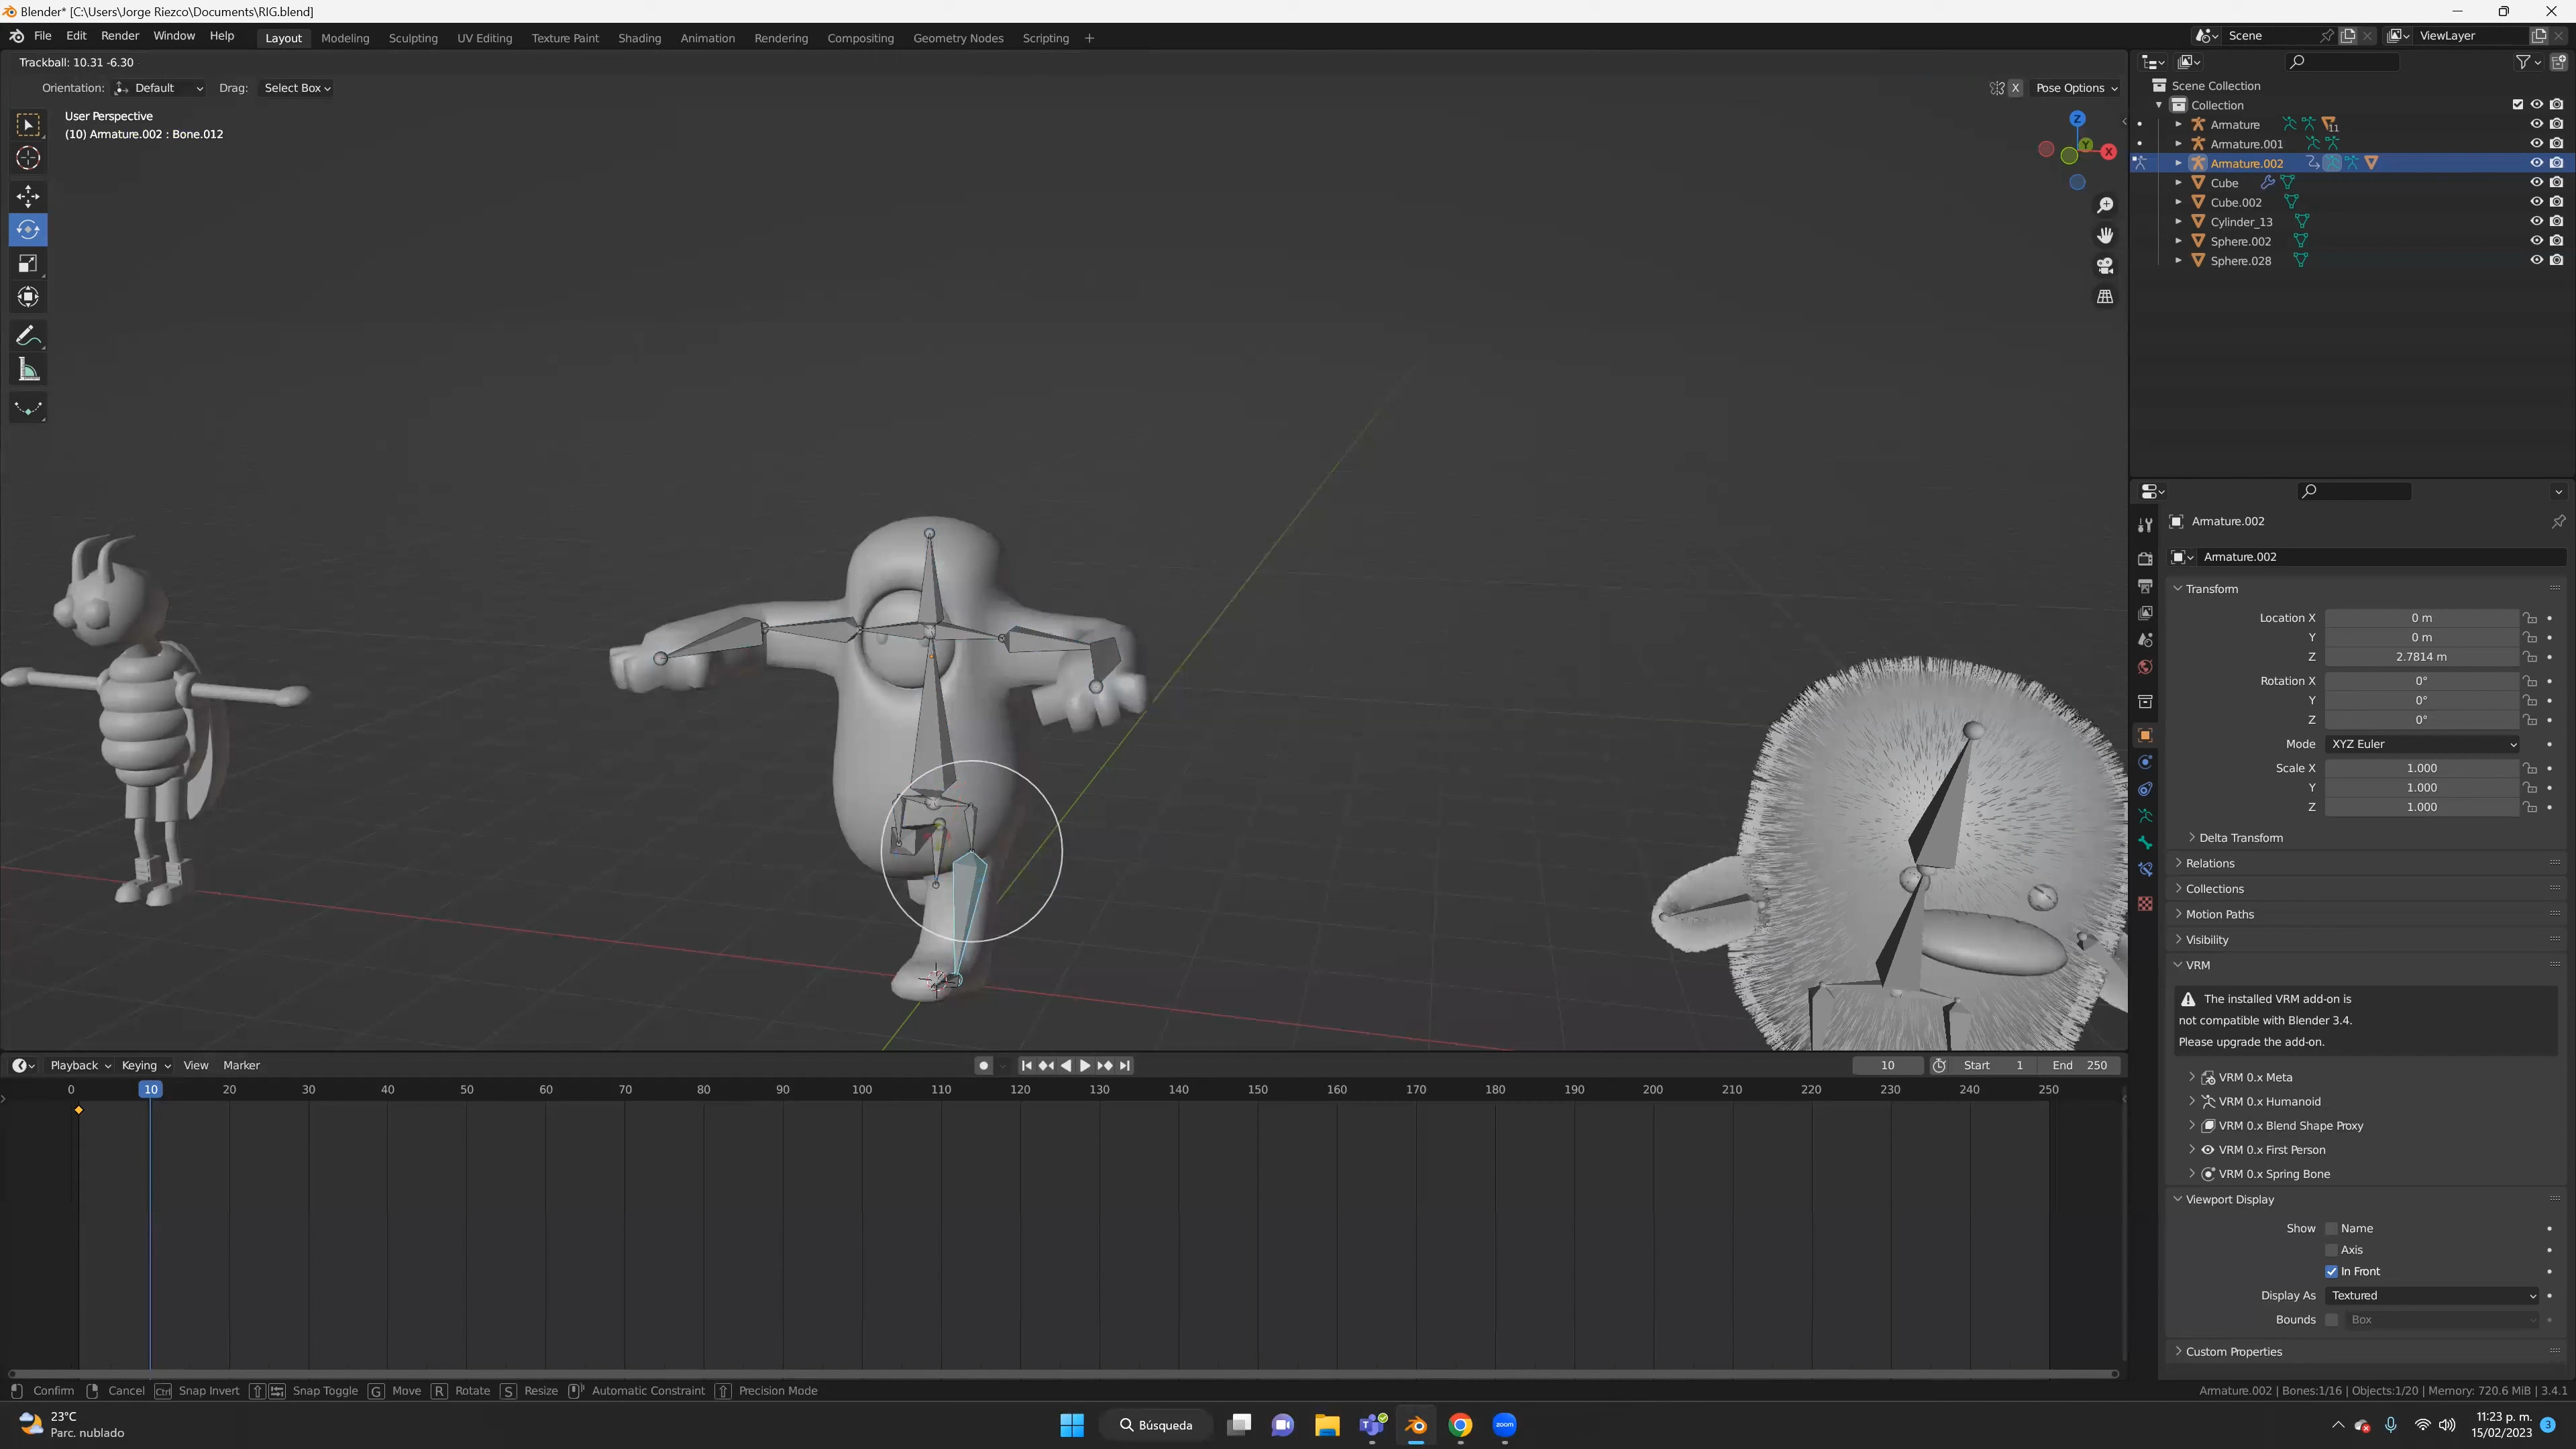 Blender* [C:\Users\Jorge Riezco\Documents\RIG.blend]
File Edit Render Window Help Layout Modeling Sculpting UV Editing Texture Paint Shading Animation Rendering Compositing Geometry Nodes Scripting + Scene ViewLayer
Trackball: 10.31 -6.30
Orientation: Default Drag: Select Box X Pose Options
User Perspective
(10) Armature.002 : Bone.012
Z
Y
X
Scene Collection
Collection
Armature 11
Armature.001
Armature.002
Cube
Cube.002
Cylinder_13
Sphere.002
Sphere.028
Armature.002
Armature.002
Transform
Location X 0 m
Y 0 m
Z 2.7814 m
Rotation X 0°
Y 0°
Z 0°
Mode XYZ Euler
Scale X 1.000
Y 1.000
Z 1.000
Delta Transform
Relations
Collections
Motion Paths
Visibility
VRM
The installed VRM add-on is
not compatible with Blender 3.4.
Please upgrade the add-on.
VRM 0.x Meta
VRM 0.x Humanoid
VRM 0.x Blend Shape Proxy
VRM 0.x First Person
VRM 0.x Spring Bone
Viewport Display
Show Name
Axis
In Front
Display As Textured
Bounds Box
Custom Properties
Playback Keying View Marker 10 Start 1 End 250
0 10 20 30 40 50 60 70 80 90 100 110 120 130 140 150 160 170 180 190 200 210 220 230 240 250
Confirm Cancel Ctrl Snap Invert Snap Toggle G Move R Rotate S Resize Automatic Constraint Precision Mode
Armature.002 | Bones:1/16 | Objects:1/20 | Memory: 720.6 MiB | 3.4.1
23°C
Parc. nublado
Búsqueda
zoom
11:23 p. m.
15/02/2023
3